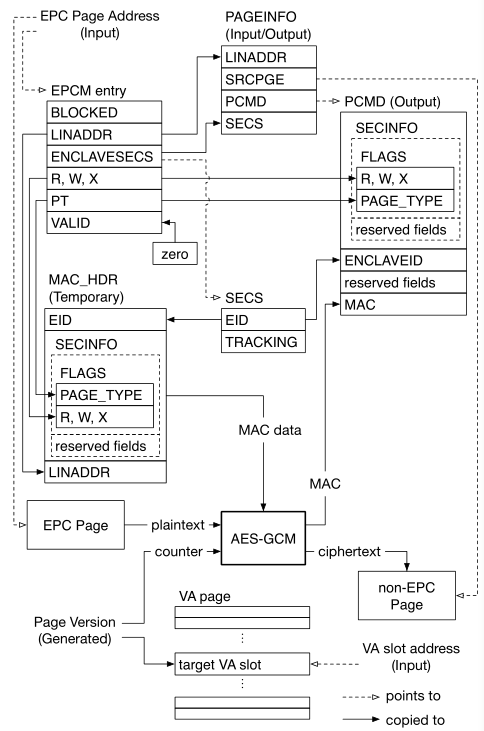 EPC Page Address
(Input)
PAGEINFO
(Input/Output)
LINADDR
SRCPGE
PCMD
SECS
EPCM entry
BLOCKED
LINADDR
ENCLAVESECS
R, W, X
PT
VALID
zero
PCMD (Output)
SECINFO
FLAGS
R, W, X
PAGE_TYPE
reserved fields
ENCLAVEID
reserved fields
MAC
MAC_HDR
(Temporary)
EID
SECINFO
FLAGS
PAGE_TYPE
R, W, X
reserved fields
LINADDR
SECS
EID
TRACKING
MAC data
MAC
EPC Page
plaintext
counter
AES-GCM
ciphertext
non-EPC
Page
Page Version
(Generated)
VA page
⋮
target VA slot
⋮
VA slot address
(Input)
points to
copied to